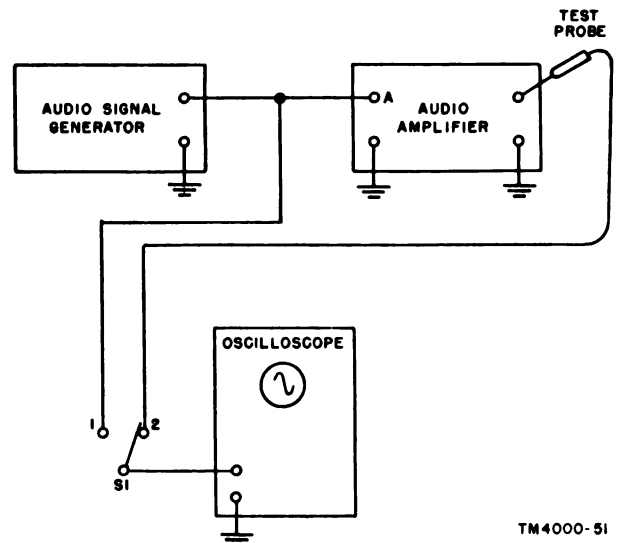 TEST
PROBE
AUDIO SIGNAL
GENERATOR
A
AUDIO
AMPLIFIER
OSCILLOSCOPE
1
2
S1
TM4000-51